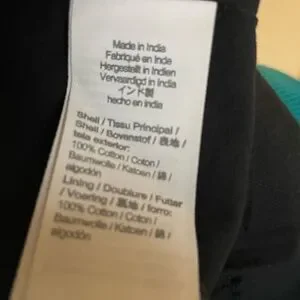 Made in India
Fabriqué en Inde
Hergestellt in Indien
Vervaardigd in India
インド製
hecho en india
Shell / Tissu Principal /
Shell / Bovenstof / 表地 /
tela exterior:
100% Cotton / Coton /
Baumwolle / Katoen / 綿 /
algodón
Lining / Doublure / Futter
/ Voering / 裏地 / forro:
100% Cotton / Coton /
Baumwolle / Katoen / 綿 /
algodón